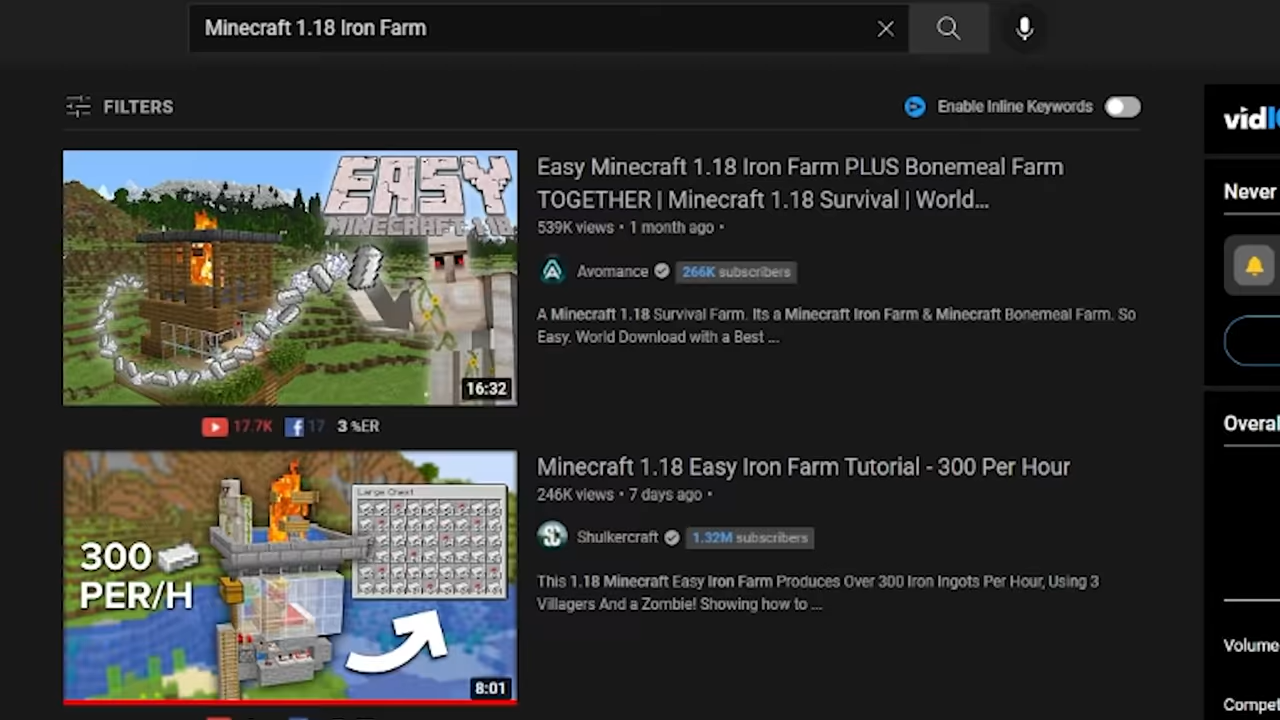 Minecraft 1.18 Iron Farm
FILTERS
Enable Inline Keywords
vidI
Never
EASY
MINECRAFT 1.18
16:32
Easy Minecraft 1.18 Iron Farm PLUS Bonemeal Farm
TOGETHER | Minecraft 1.18 Survival | World...
539K views • 1 month ago •
Avomance
266K subscribers
A Minecraft 1.18 Survival Farm. Its a Minecraft Iron Farm & Minecraft Bonemeal Farm. So
Easy. World Download with a Best ...
17.7K
17
3 %ER
Overal
Large Chest
300
PER/H
8:01
Minecraft 1.18 Easy Iron Farm Tutorial - 300 Per Hour
246K views • 7 days ago •
Shulkercraft
1.32M subscribers
This 1.18 Minecraft Easy Iron Farm Produces Over 300 Iron Ingots Per Hour, Using 3
Villagers And a Zombie! Showing how to ...
Volume
Compet